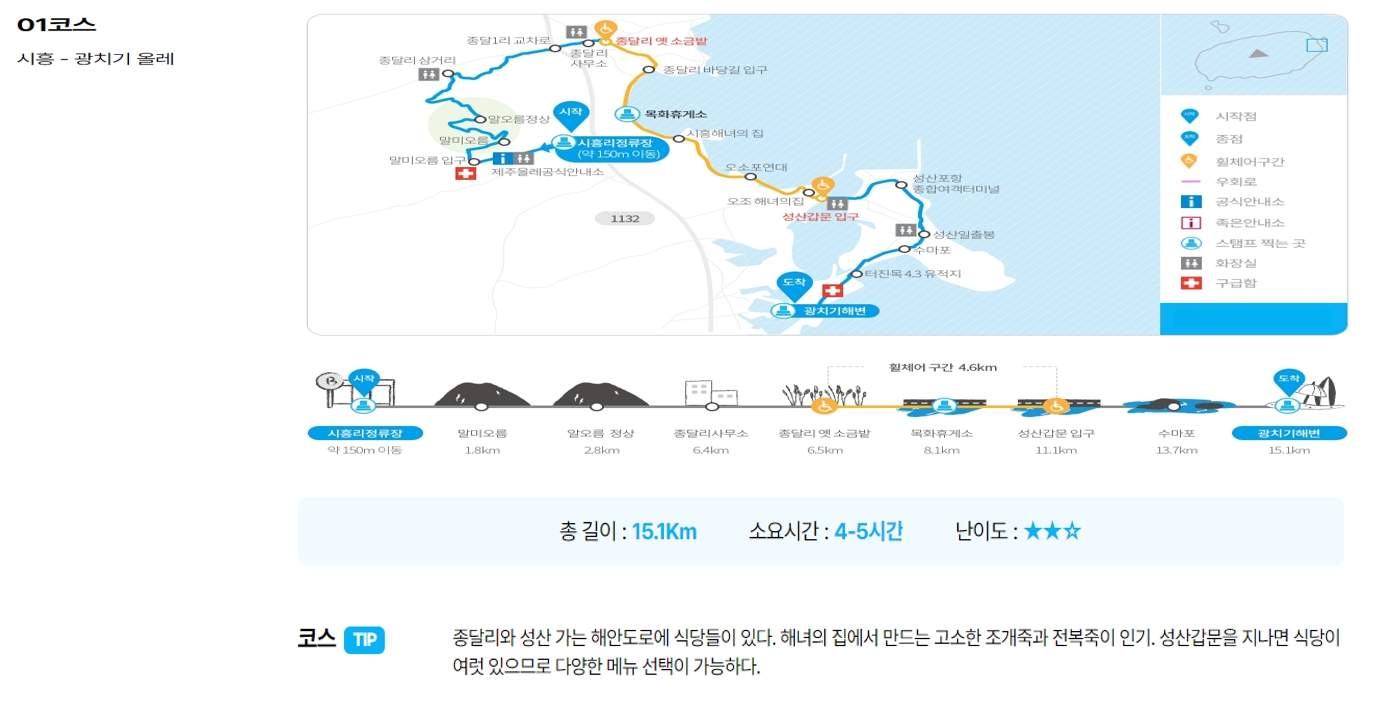 01코스
시흥 - 광치기 올레
종달1리 교차로
종달리
사무소
종달리 옛 소금밭
종달리 삼거리
종달리 바당길 입구
시작
목화휴게소
알오름정상
말미오름
시흥리정류장
(약 150m 이동)
시흥해녀의 집
말미오름 입구
제주올레공식안내소
오소포연대
오조 해녀의집
성산갑문 입구
성산포항
종합여객터미널
1132
성산일출봉
수마포
터진목 4.3 유적지
도착
광치기해변
시작
시작점
종점
휠체어구간
우회로
공식안내소
족은안내소
스탬프 찍는 곳
화장실
구급함
휠체어 구간 4.6km
시작
도착
시흥리정류장 말미오름 알오름 정상 종달리사무소 종달리 옛 소금밭 목화휴게소 성산갑문 입구 수마포 광치기해변
약 150m 이동 1.8km 2.8km 6.4km 6.5km 8.1km 11.1km 13.7km 15.1km
총 길이 : 15.1Km 소요시간 : 4-5시간 난이도 : ★★☆
코스 TIP
종달리와 성산 가는 해안도로에 식당들이 있다. 해녀의 집에서 만드는 고소한 조개죽과 전복죽이 인기. 성산갑문을 지나면 식당이
여럿 있으므로 다양한 메뉴 선택이 가능하다.